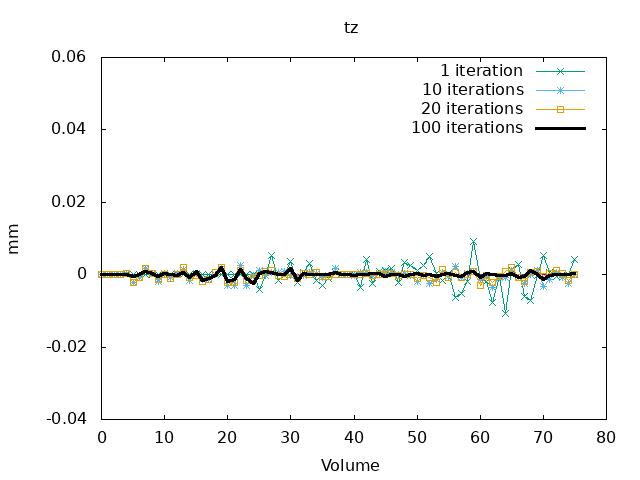 tz
0.06
0.04
0.02
0
-0.02
-0.04
mm
1 iteration
10 iterations
20 iterations
100 iterations
0 10 20 30 40 50 60 70 80
Volume